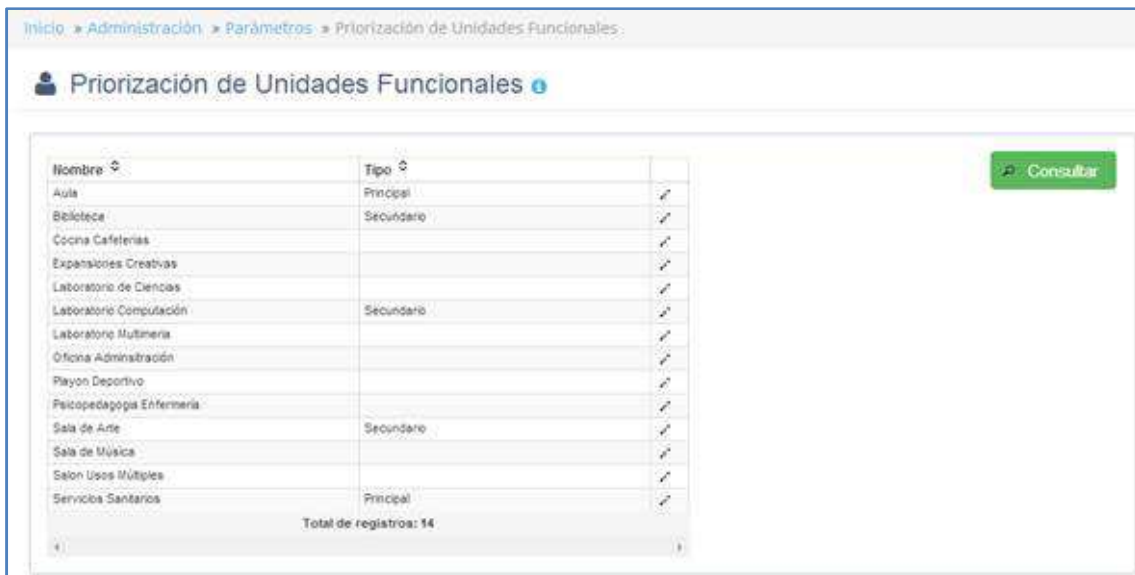 Inicio » Administración » Parámetros » Priorización de Unidades Funcionales
Priorización de Unidades Funcionales
Nombre Tipo
Consultar
Aula Principal
Biblioteca Secundario
Cocina Cafeterias
Expansiones Creativas
Laboratorio de Ciencias
Laboratorio Computación Secundario
Laboratorio Multimeria
Oficina Adminsitración
Playon Deportivo
Psicopedagogia Enfermería
Sala de Arte Secundario
Sala de Música
Salon Usos Múltiples
Servicios Sanitarios Principal
Total de registros: 14